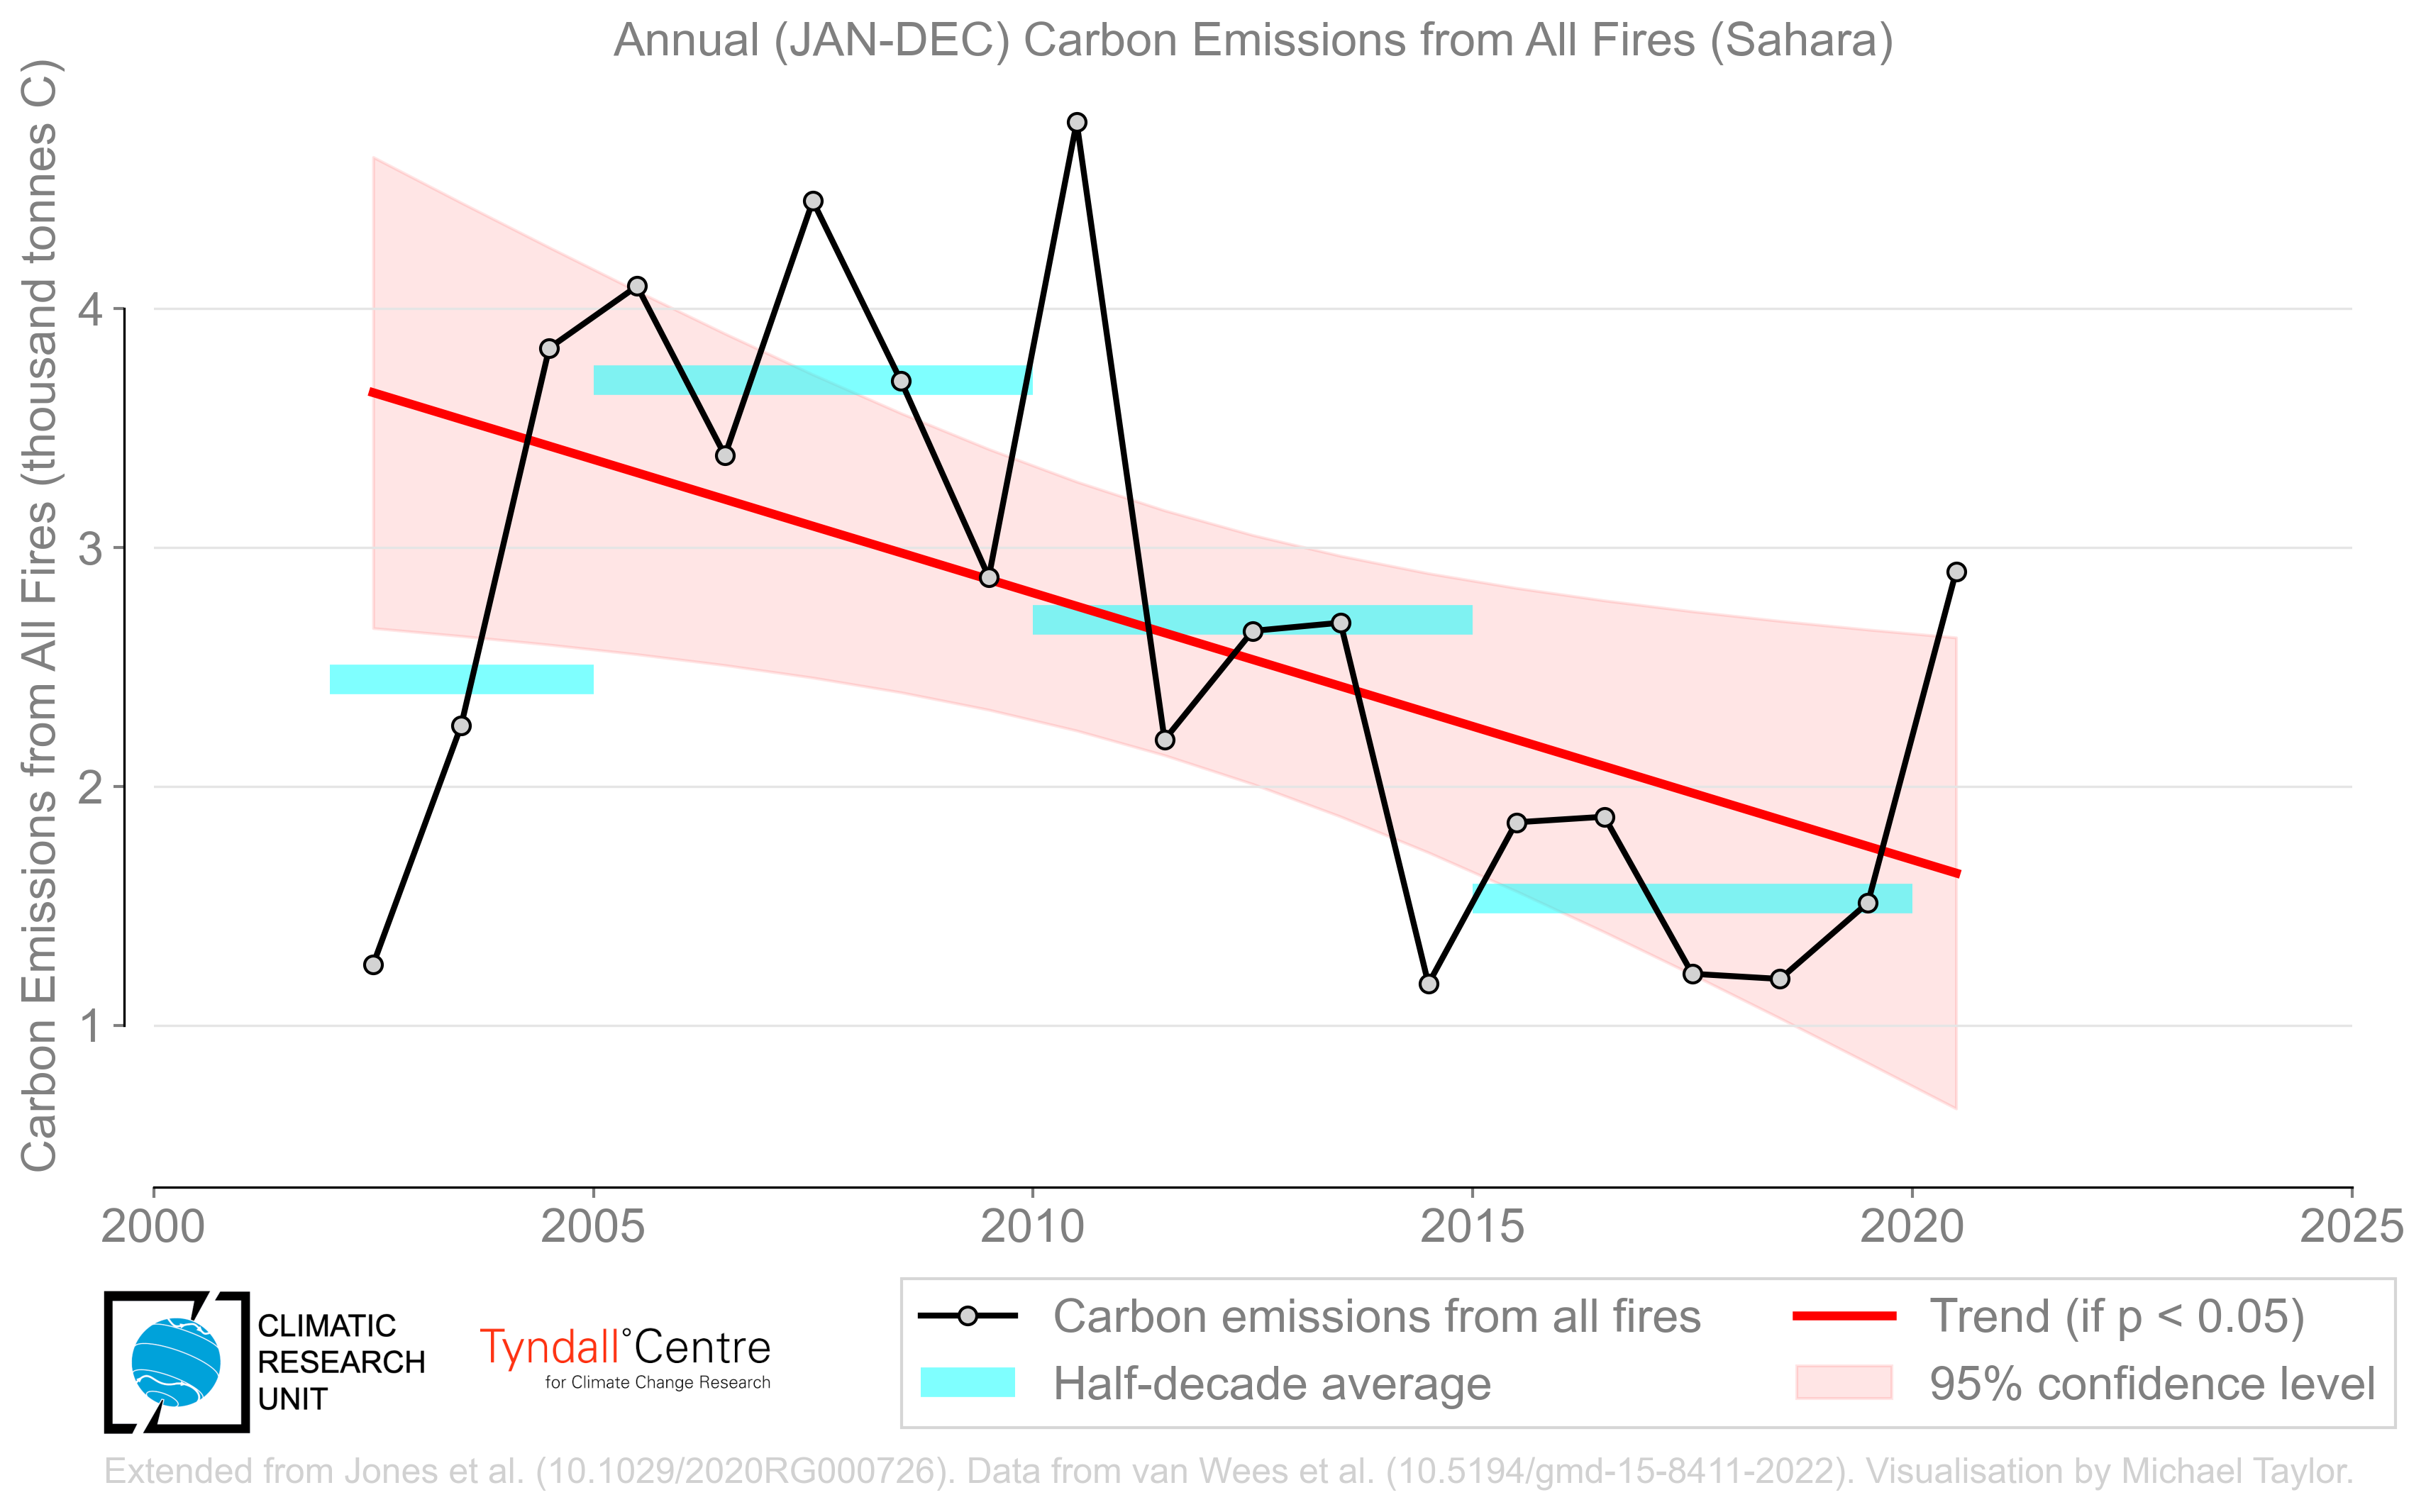 Annual (JAN-DEC) Carbon Emissions from All Fires (Sahara)
Carbon Emissions from All Fires (thousand tonnes C)
4
3
2
1
2000
2005
2010
2015
2020
2025
CLIMATIC
RESEARCH
UNIT
Tyndall°Centre
for Climate Change Research
Carbon emissions from all fires
Half-decade average
Trend (if p < 0.05)
95% confidence level
Extended from Jones et al. (10.1029/2020RG000726). Data from van Wees et al. (10.5194/gmd-15-8411-2022). Visualisation by Michael Taylor.